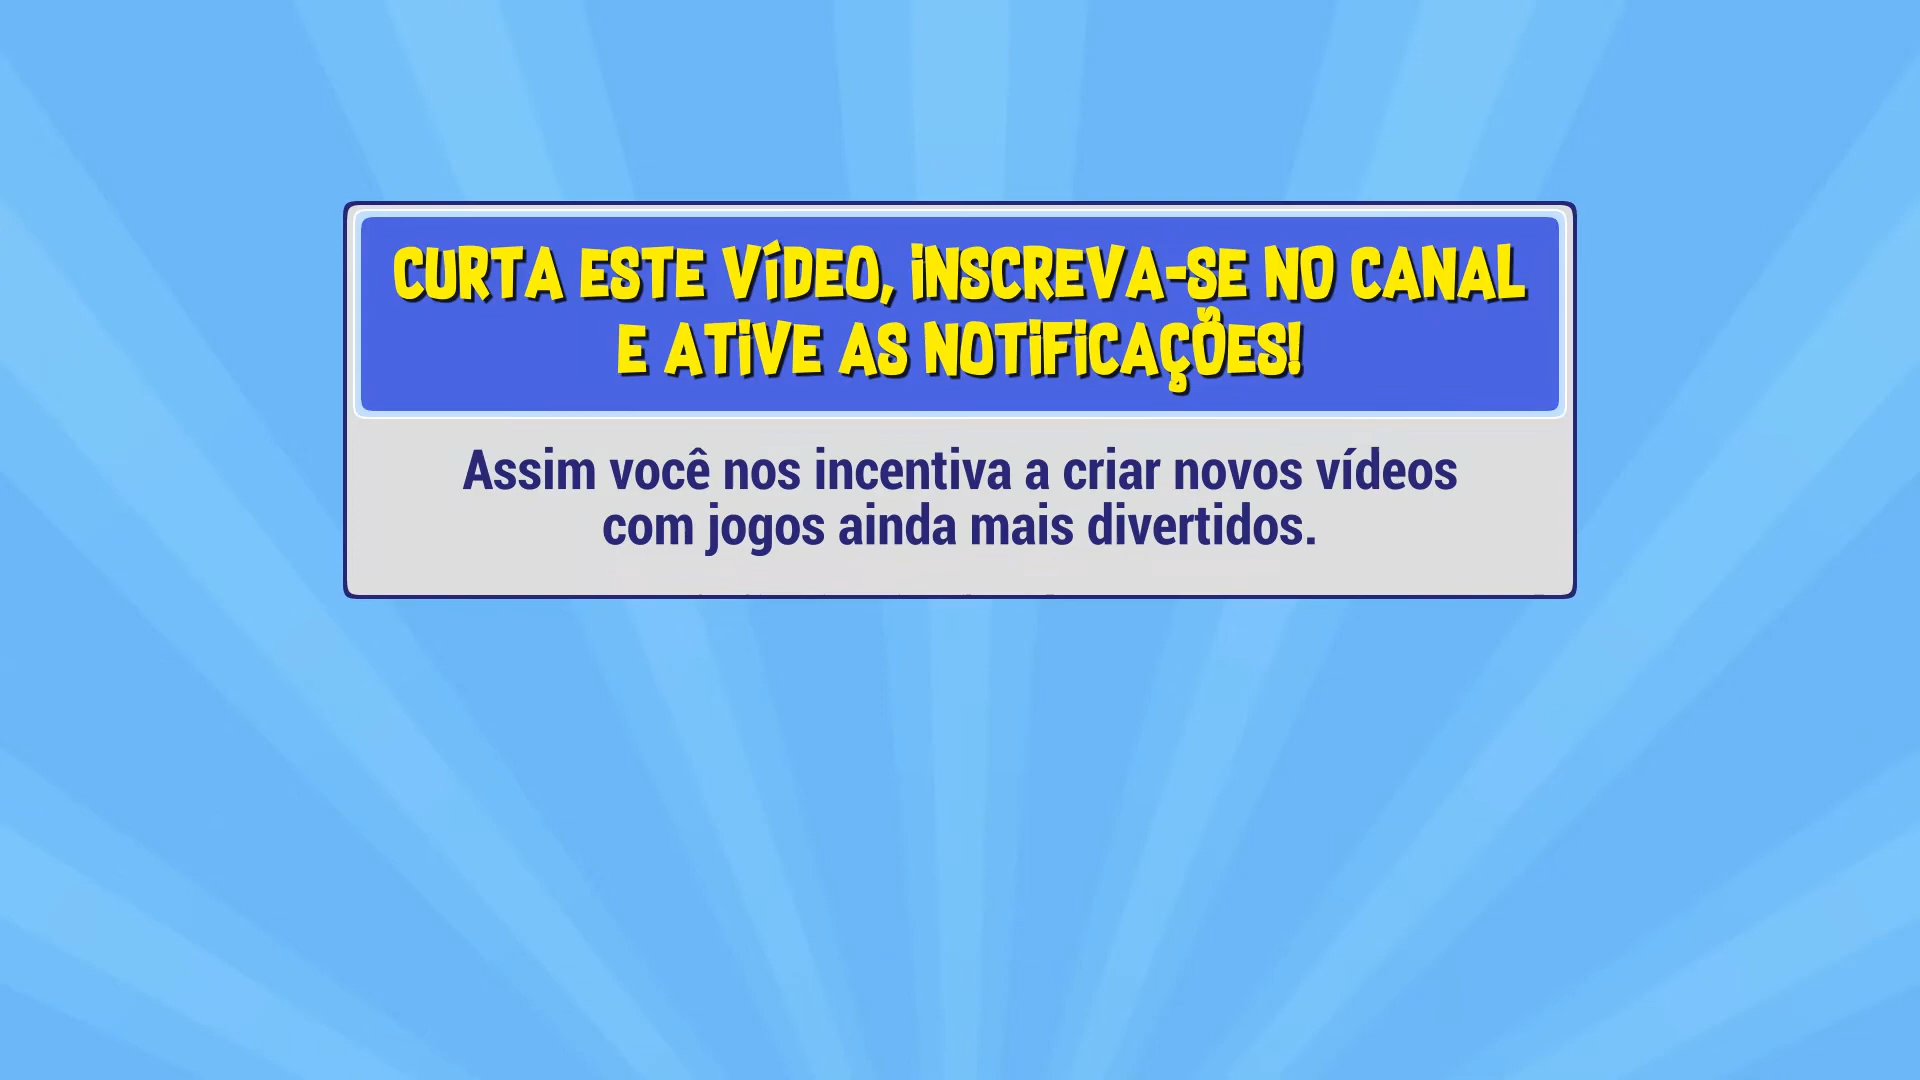 CURTA ESTE VÍDEO, INSCREVA-SE NO CANAL
E ATIVE AS NOTIFICAÇÕES!
Assim você nos incentiva a criar novos vídeos
com jogos ainda mais divertidos.